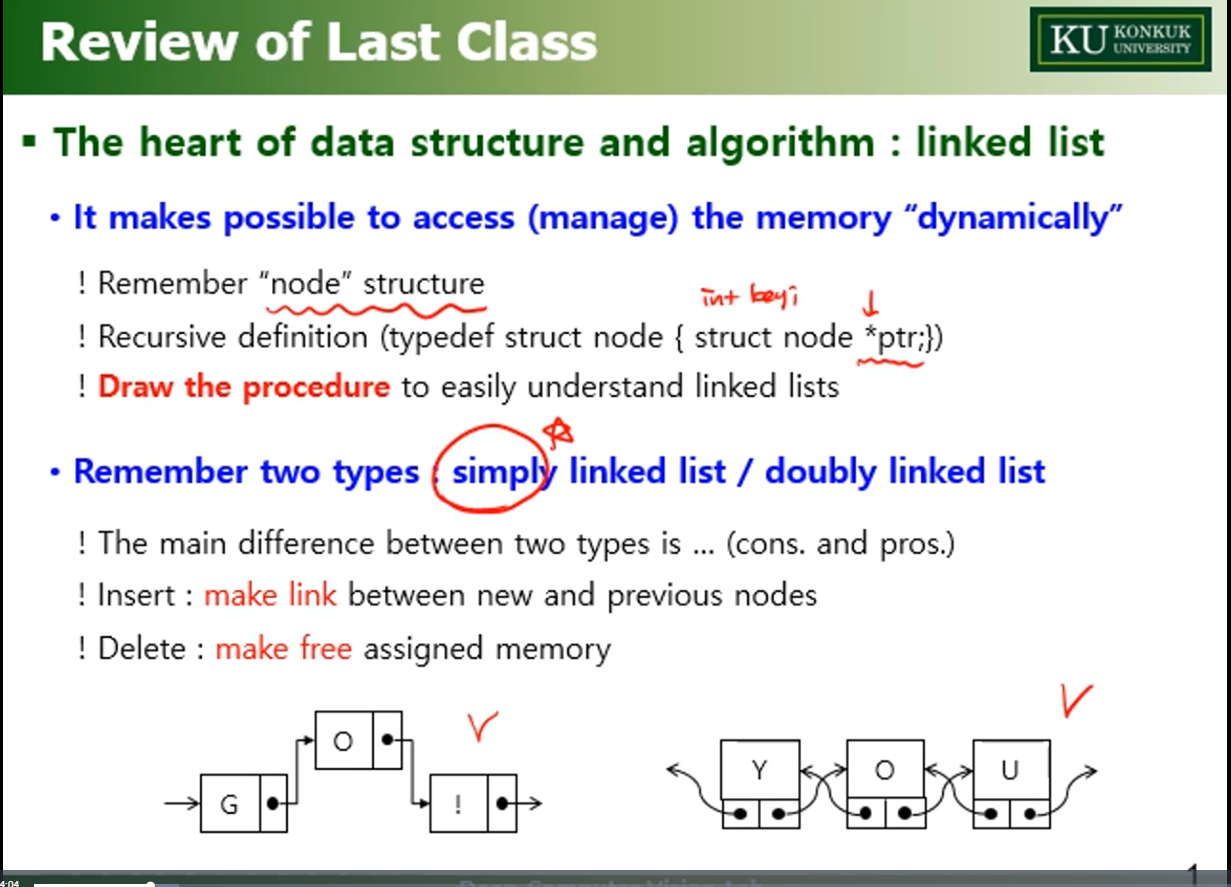 Review of Last Class
KU KONKUK
UNIVERSITY
▪ The heart of data structure and algorithm : linked list
• It makes possible to access (manage) the memory “dynamically”
! Remember “node” structure
int key;
! Recursive definition (typedef struct node { struct node *ptr;})
! Draw the procedure to easily understand linked lists
• Remember two types : simply linked list / doubly linked list
! The main difference between two types is ... (cons. and pros.)
! Insert : make link between new and previous nodes
! Delete : make free assigned memory
G O !
Y O U
1
4:04